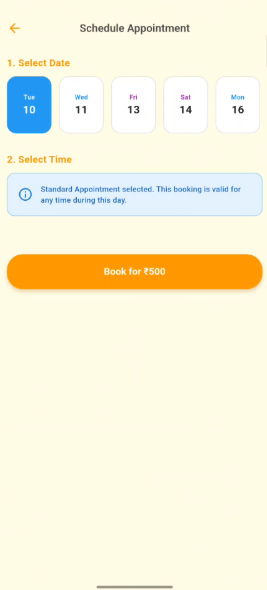 Schedule Appointment
1. Select Date
Tue
10
Wed
11
Fri
13
Sat
14
Mon
16
2. Select Time
Standard Appointment selected. This booking is valid for
any time during this day.
Book for ₹500